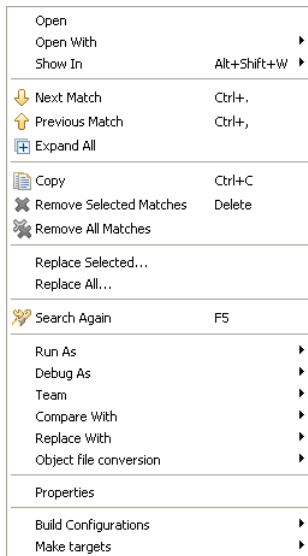 Open
Open With
Show In Alt+Shift+W
Next Match Ctrl+.
Previous Match Ctrl+,
Expand All
Copy Ctrl+C
Remove Selected Matches Delete
Remove All Matches
Replace Selected...
Replace All...
Search Again F5
Run As
Debug As
Team
Compare With
Replace With
Object file conversion
Properties
Build Configurations
Make targets